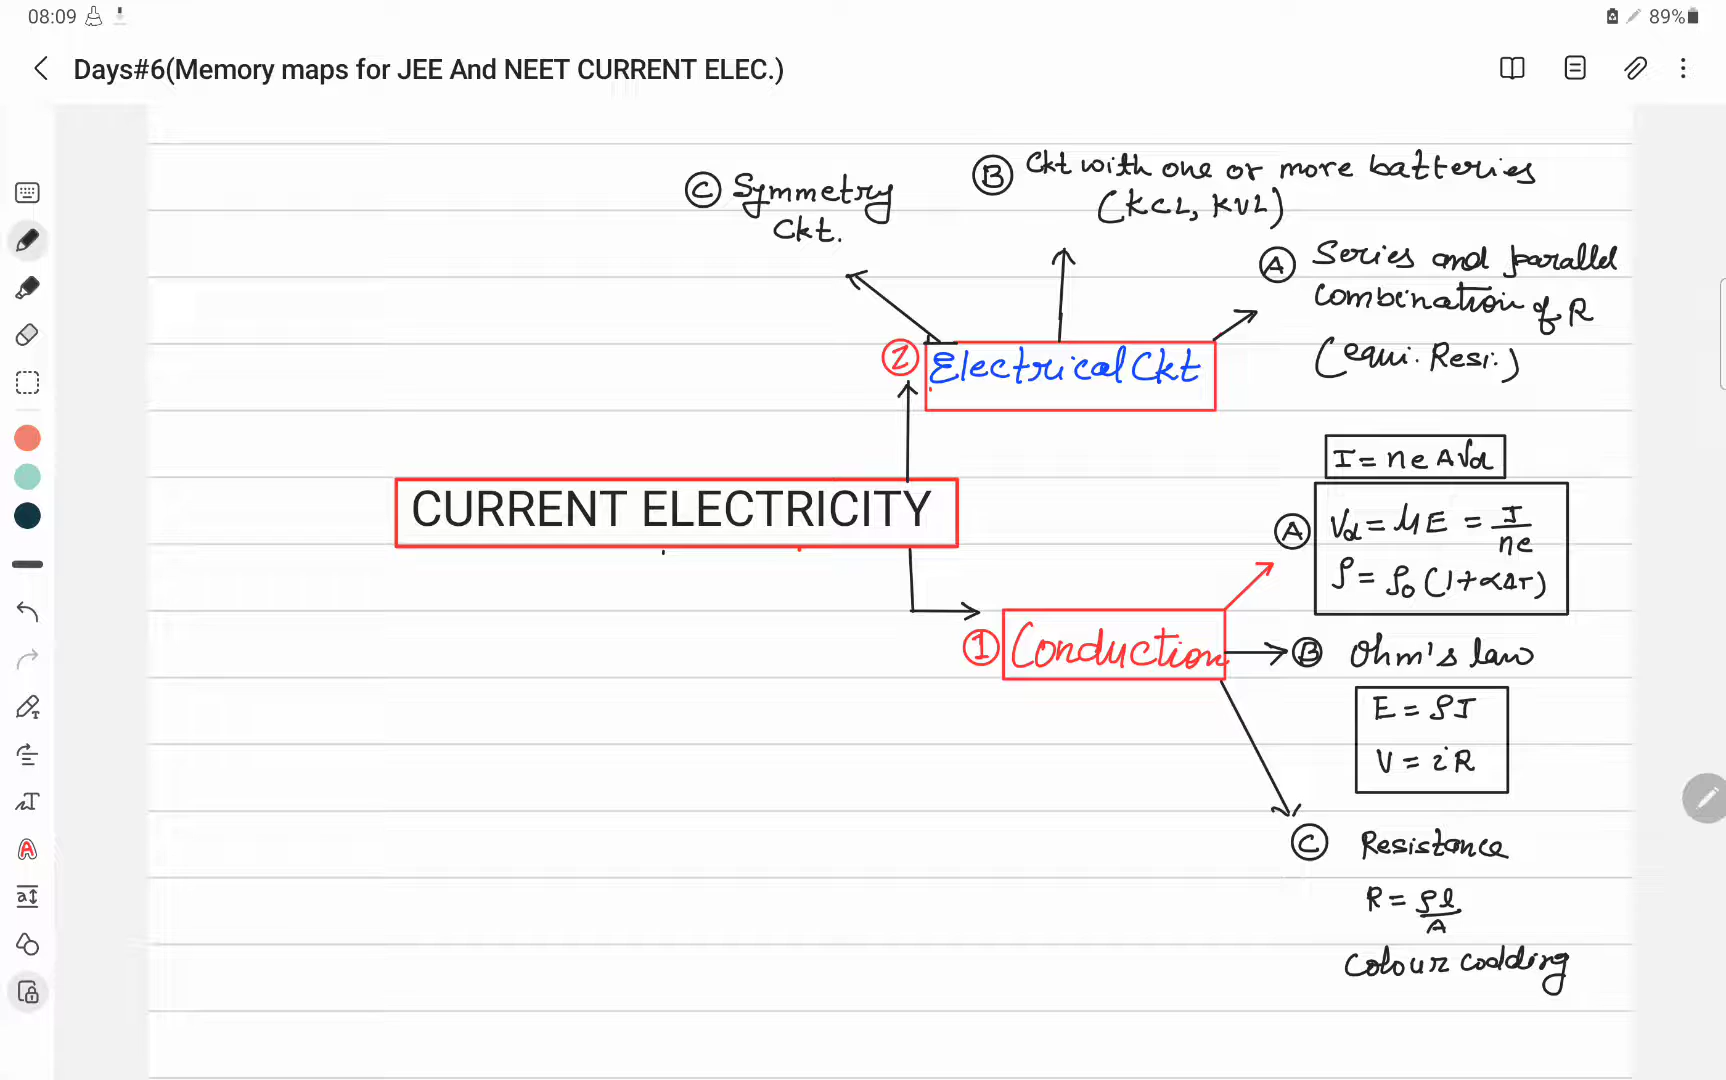 08:09
89%
Days#6(Memory maps for JEE And NEET CURRENT ELEC.)
Ⓒ Symmetry
Ckt.
Ⓑ Ckt with one or more batteries
(KCL, KVL)
Ⓐ Series and parallel
combination of R
(equi. Resi.)
② Electrical Ckt
I = neAVd
CURRENT ELECTRICITY
Ⓐ Vd = μE = J/ne
ρ = ρ₀(1+αΔT)
① Conduction
Ⓑ Ohm's law
E = ρJ
V = iR
Ⓒ Resistance
R = ρl/A
Colour codding